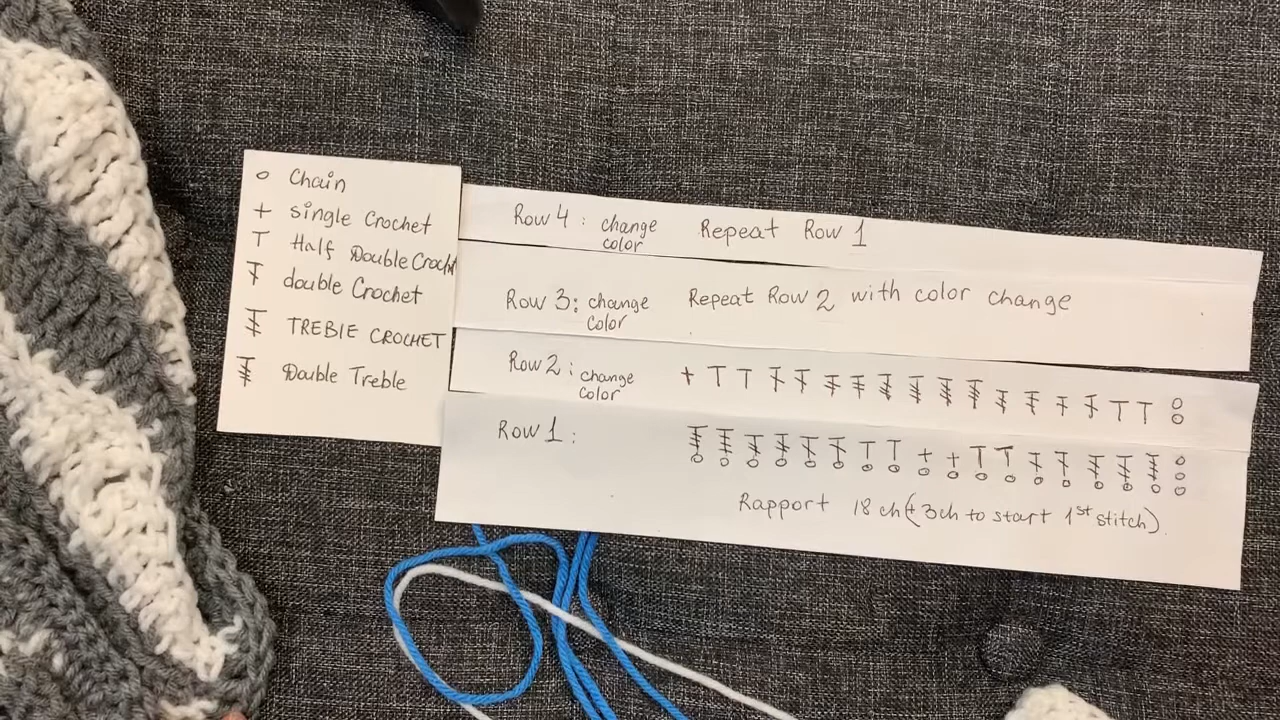 o Chain
+ single Crochet
T Half Double Croch
Ŧ double Crochet
TREBIE CROCHET
Double Treble
Row 4 : change color Repeat Row 1
Row 3: change color Repeat Row 2 with color change
Row 2 : change color
Row 1 :
Rapport 18 ch (+ 3ch to start 1st stitch).